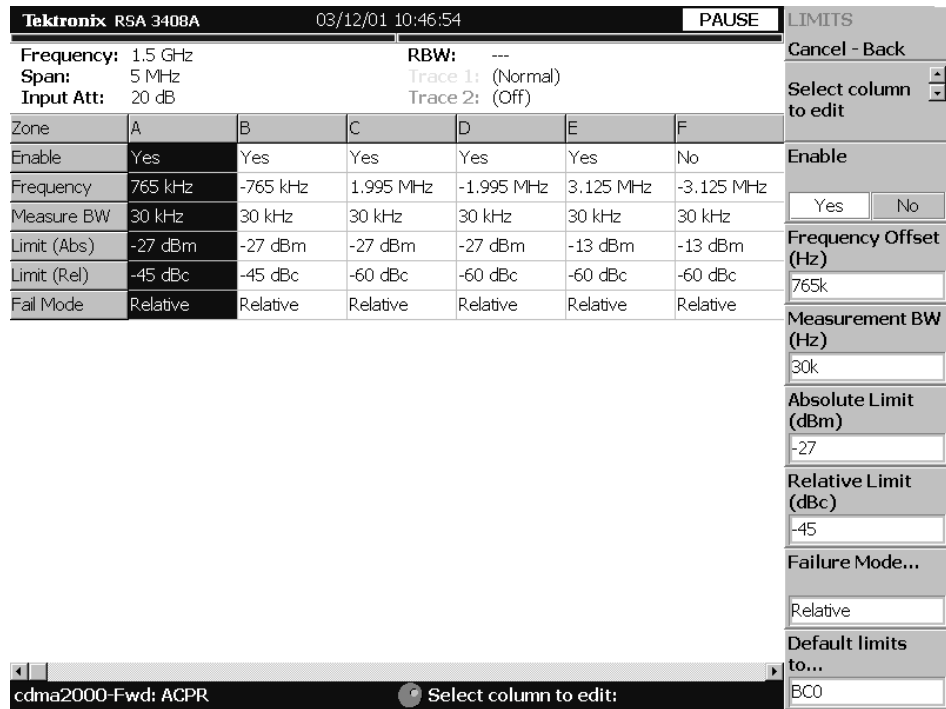 Tektronix RSA 3408A 03/12/01 10:46:54 PAUSE
Frequency: 1.5 GHz RBW: ---
Span: 5 MHz Trace 1: (Normal)
Input Att: 20 dB Trace 2: (Off)
Zone A B C D E F
Enable Yes Yes Yes Yes Yes No
Frequency 765 kHz -765 kHz 1.995 MHz -1.995 MHz 3.125 MHz -3.125 MHz
Measure BW 30 kHz 30 kHz 30 kHz 30 kHz 30 kHz 30 kHz
Limit (Abs) -27 dBm -27 dBm -27 dBm -27 dBm -13 dBm -13 dBm
Limit (Rel) -45 dBc -45 dBc -60 dBc -60 dBc -60 dBc -60 dBc
Fail Mode Relative Relative Relative Relative Relative Relative
cdma2000-Fwd: ACPR Select column to edit:
LIMITS
Cancel - Back
Select column
to edit
Enable
Yes No
Frequency Offset
(Hz)
765k
Measurement BW
(Hz)
30k
Absolute Limit
(dBm)
-27
Relative Limit
(dBc)
-45
Failure Mode...
Relative
Default limits
to...
BC0